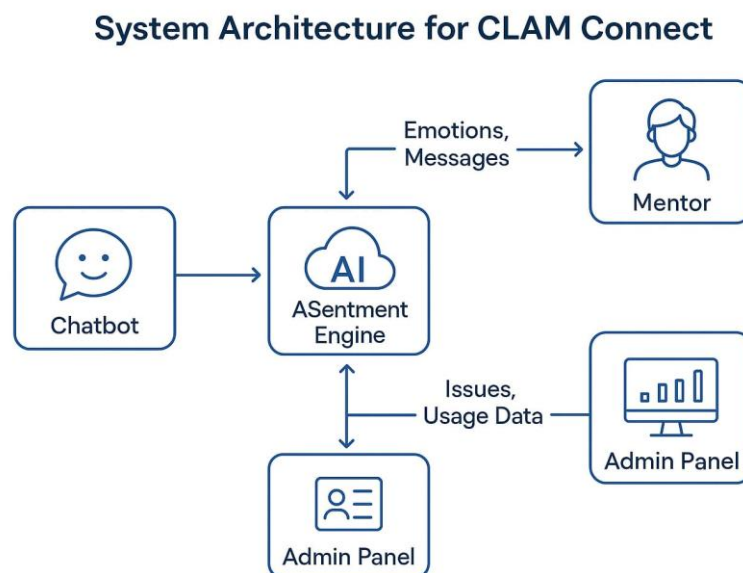 System Architecture for CLAM Connect
Emotions,
Messages
Mentor
Chatbot
AI
ASentment
Engine
Issues,
Usage Data
Admin Panel
Admin Panel